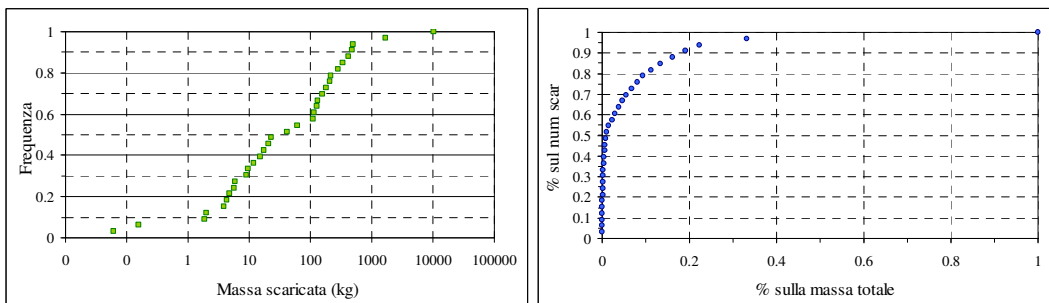 Frequenza
1
0.8
0.6
0.4
0.2
0
0 0 1 10 100 1000 10000 100000
Massa scaricata (kg)
% sul num scar
1
0.9
0.8
0.7
0.6
0.5
0.4
0.3
0.2
0.1
0
0 0.2 0.4 0.6 0.8 1
% sulla massa totale